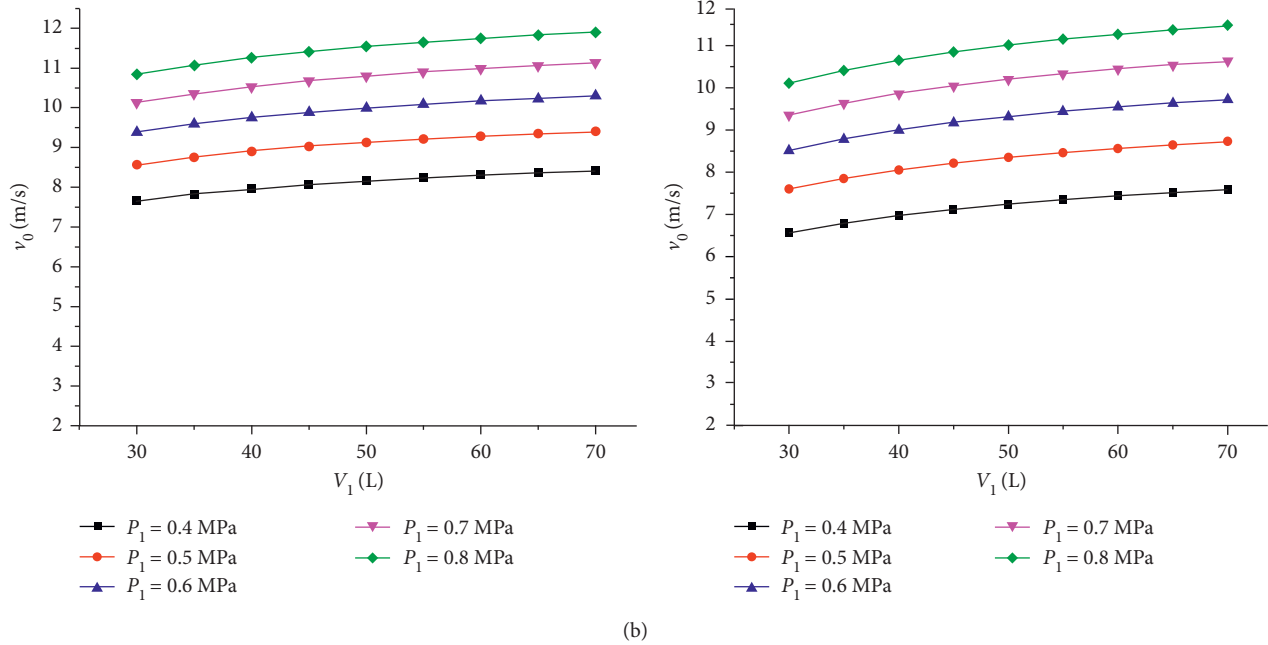 12
11
10
9
8
7
6
5
4
3
2
v₀ (m/s)
30 40 50 60 70
V₁ (L)
P₁ = 0.4 MPa
P₁ = 0.5 MPa
P₁ = 0.6 MPa
P₁ = 0.7 MPa
P₁ = 0.8 MPa
12
11
10
9
8
7
6
5
4
3
2
v₀ (m/s)
30 40 50 60 70
V₁ (L)
P₁ = 0.4 MPa
P₁ = 0.5 MPa
P₁ = 0.6 MPa
P₁ = 0.7 MPa
P₁ = 0.8 MPa
(b)